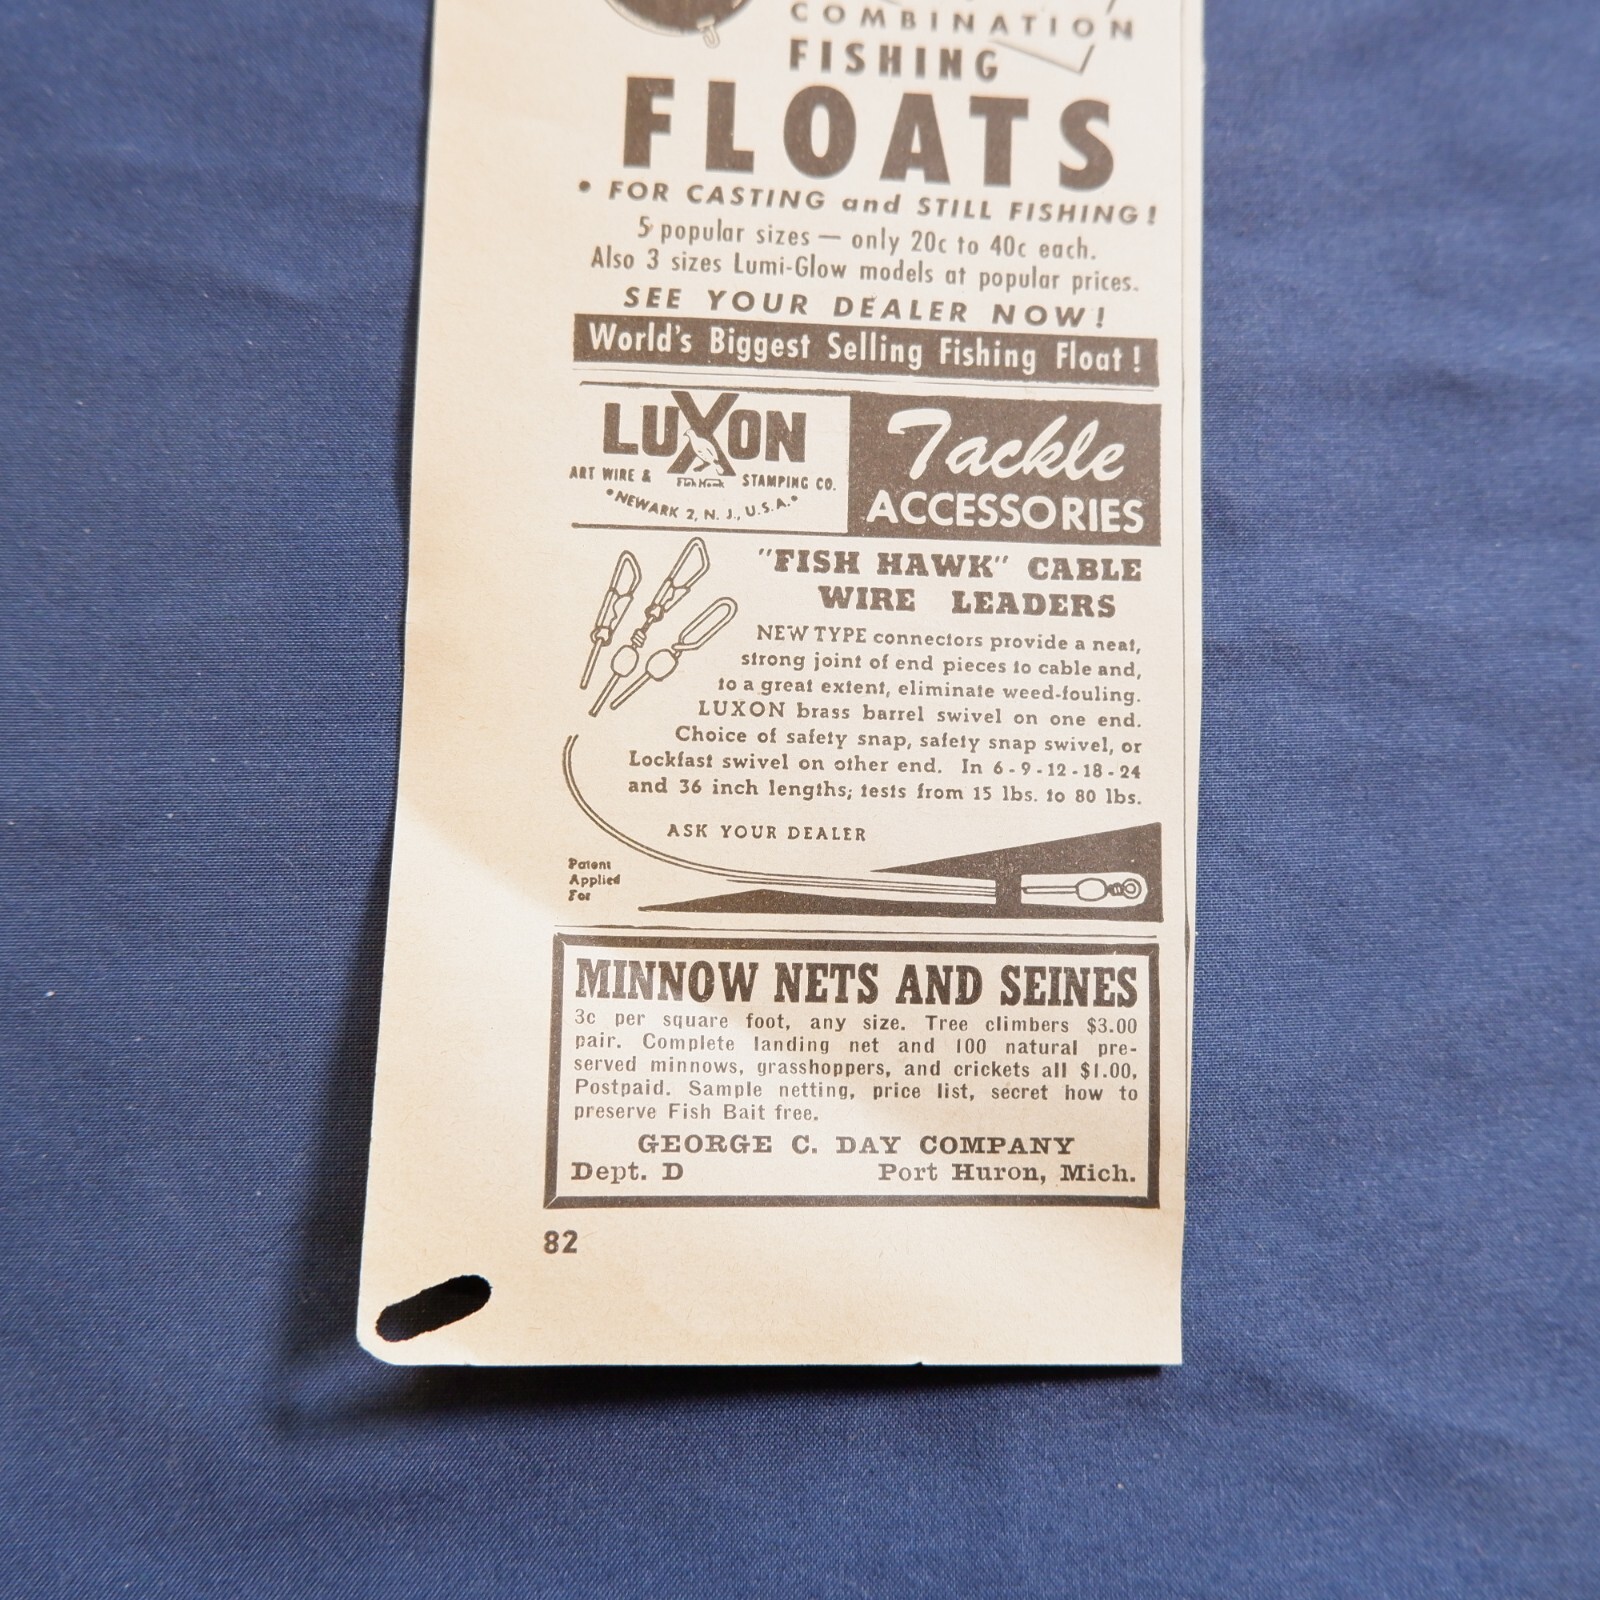 COMBINATION
FISHING
FLOATS
• FOR CASTING and STILL FISHING!
5 popular sizes — only 20c to 40c each.
Also 3 sizes Lumi-Glow models at popular prices.
SEE YOUR DEALER NOW!
World's Biggest Selling Fishing Float!
LUXON
ART WIRE & Fish Hawk STAMPING CO.
•NEWARK 2, N. J., U.S.A.•
Tackle
ACCESSORIES
"FISH HAWK" CABLE
WIRE LEADERS
NEW TYPE connectors provide a neat,
strong joint of end pieces to cable and,
to a great extent, eliminate weed-fouling.
LUXON brass barrel swivel on one end.
Choice of safety snap, safety snap swivel, or
Lockfast swivel on other end. In 6-9-12-18-24
and 36 inch lengths; tests from 15 lbs. to 80 lbs.
ASK YOUR DEALER
Patent
Applied
For
MINNOW NETS AND SEINES
3c per square foot, any size. Tree climbers $3.00
pair. Complete landing net and 100 natural pre-
served minnows, grasshoppers, and crickets all $1.00,
Postpaid. Sample netting, price list, secret how to
preserve Fish Bait free.
GEORGE C. DAY COMPANY
Dept. D Port Huron, Mich.
82